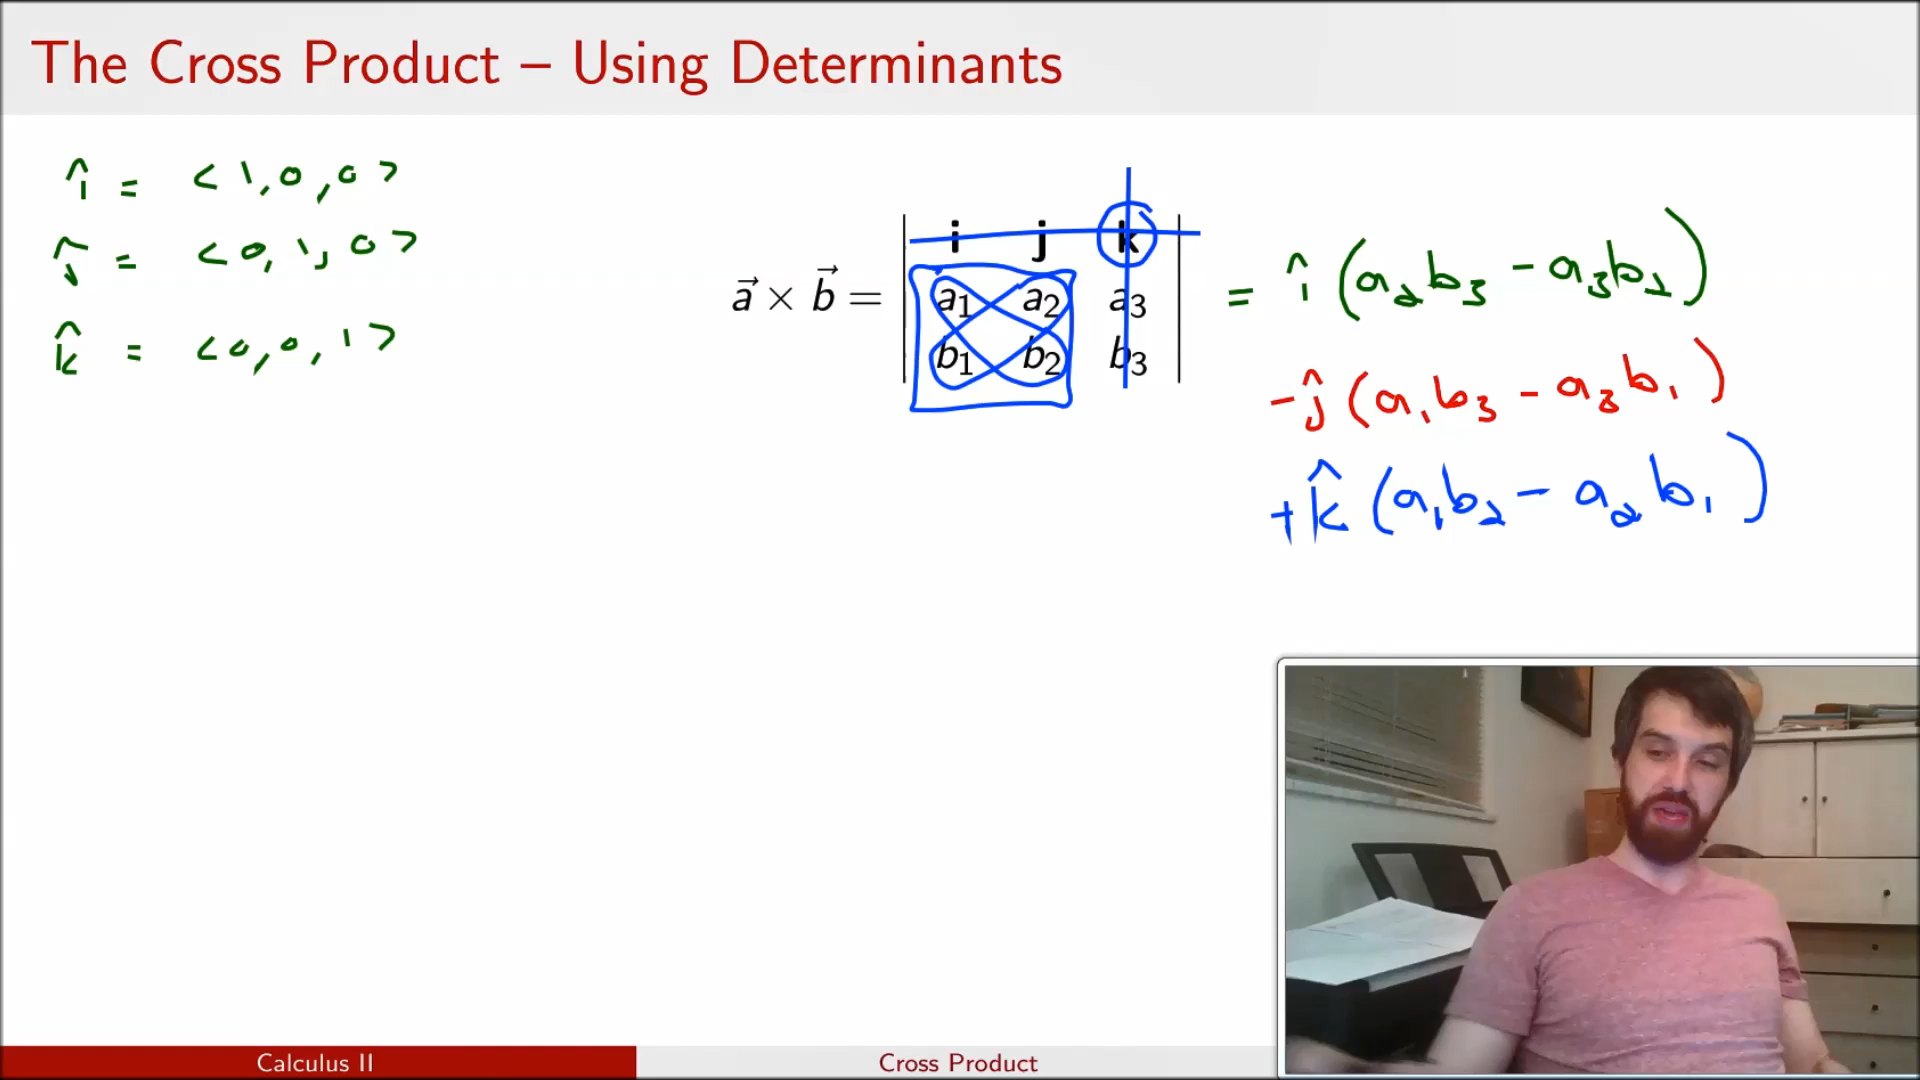 The Cross Product – Using Determinants
î = <1,0,0>
ĵ = <0,1,0>
k̂ = <0,0,1>
i j k
a⃗ × b⃗ = | a₁ a₂ a₃ |
b₁ b₂ b₃
= î (a₂b₃ - a₃b₂)
-ĵ (a₁b₃ - a₃b₁)
+k̂ (a₁b₂ - a₂b₁)
Calculus II
Cross Product